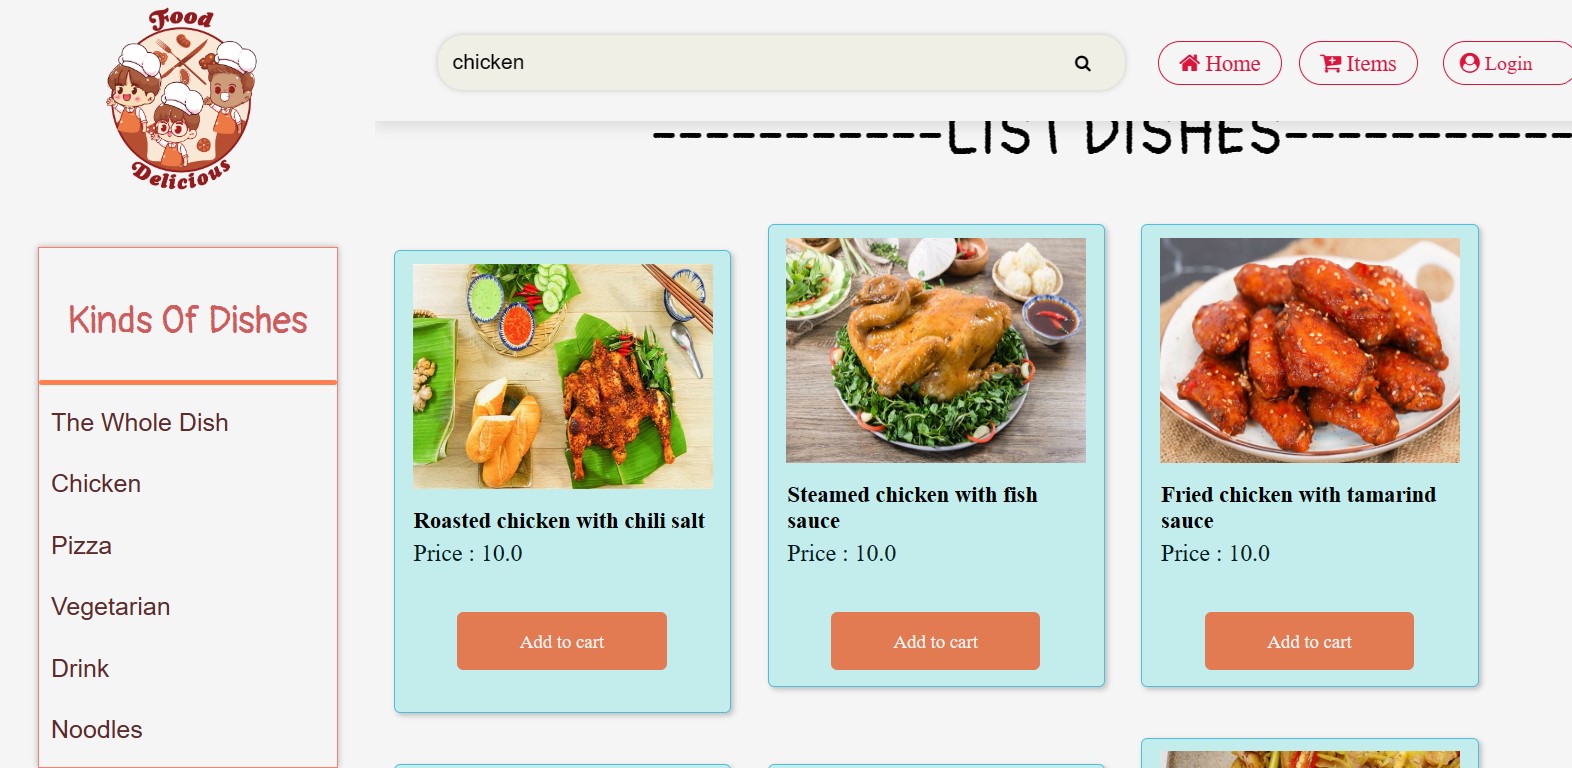 Food
Delicious
chicken
Home
Items
Login
-----------LIST DISHES-----------
Kinds Of Dishes
The Whole Dish
Chicken
Pizza
Vegetarian
Drink
Noodles
Roasted chicken with chili salt
Price : 10.0
Add to cart
Steamed chicken with fish
sauce
Price : 10.0
Add to cart
Fried chicken with tamarind
sauce
Price : 10.0
Add to cart